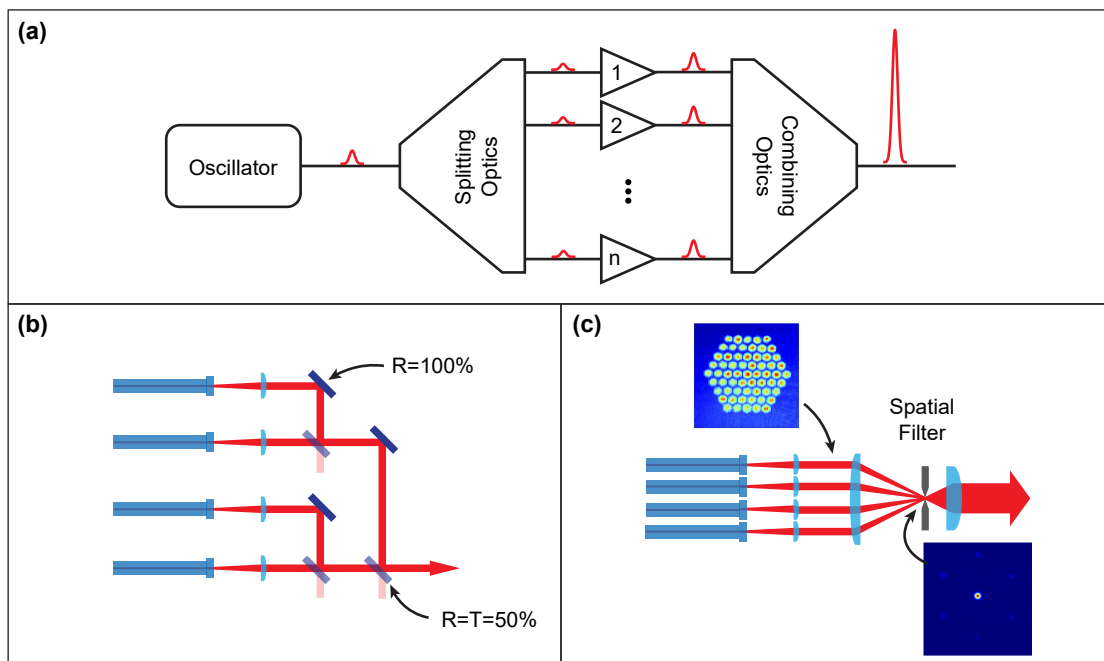 (a)
Oscillator
Splitting
Optics
1
2
...
n
Combining
Optics
(b)
R=100%
R=T=50%
(c)
Spatial
Filter